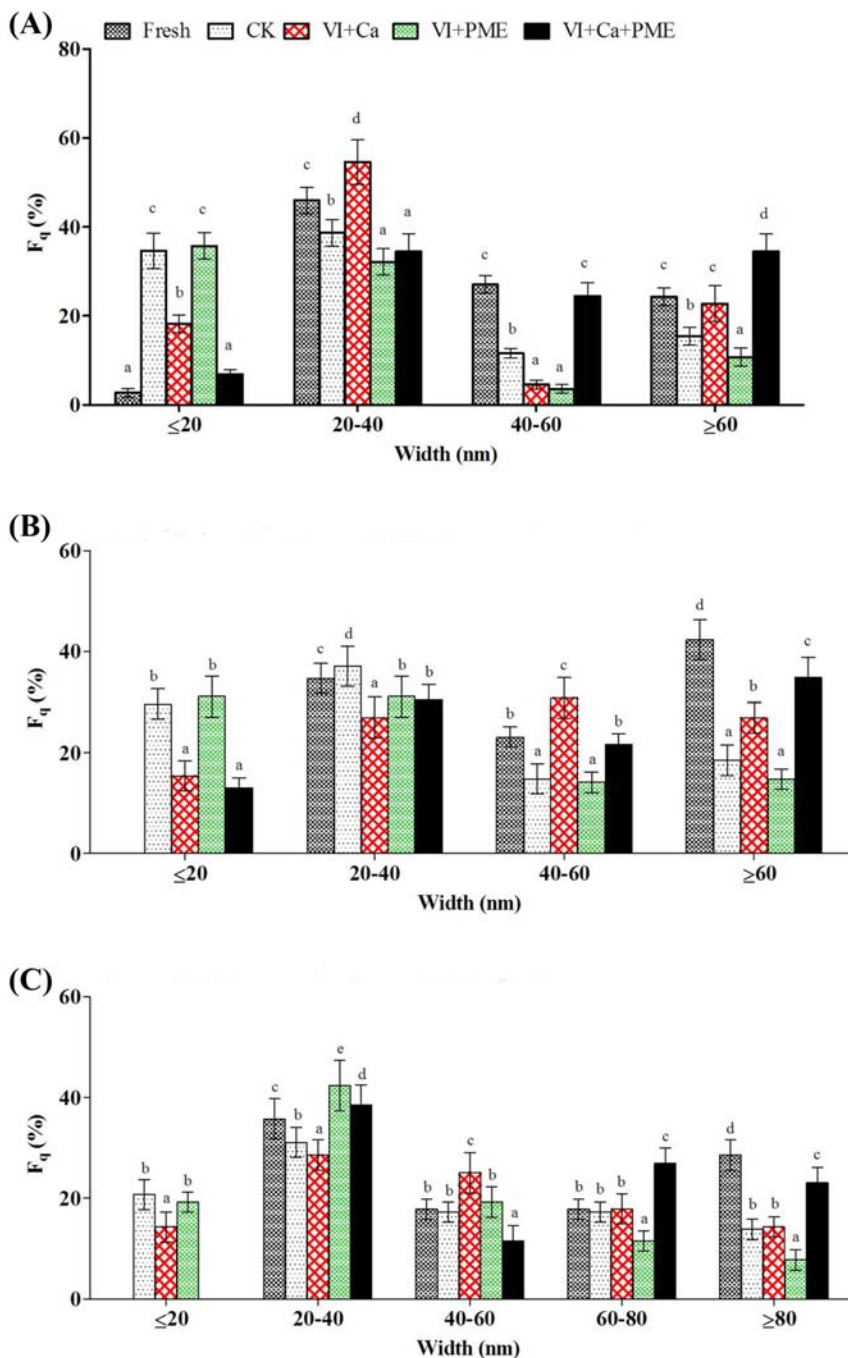 (A)
Fresh CK VI+Ca VI+PME VI+Ca+PME
80
60
40
20
0
Fq (%)
a c b c a
c b d a a
c b a a c
c b c a d
≤20 20-40 40-60 ≥60
Width (nm)
(B)
60
40
20
0
Fq (%)
b a b a
c d a b b
b a c a b
d a b a c
≤20 20-40 40-60 ≥60
Width (nm)
(C)
60
40
20
0
Fq (%)
b a b
c b a e d
b b c b a
b b b a c
d b b a c
≤20 20-40 40-60 60-80 ≥80
Width (nm)